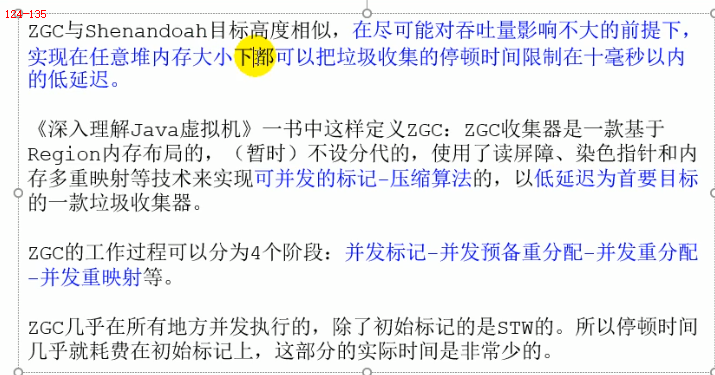 124-135
ZGC与Shenandoah目标高度相似，在尽可能对吞吐量影响不大的前提下，
实现在任意堆内存大小下都可以把垃圾收集的停顿时间限制在十毫秒以内
的低延迟。
《深入理解Java虚拟机》一书中这样定义ZGC：ZGC收集器是一款基于
Region内存布局的，（暂时）不设分代的，使用了读屏障、染色指针和内
存多重映射等技术来实现可并发的标记-压缩算法的，以低延迟为首要目标
的一款垃圾收集器。
ZGC的工作过程可以分为4个阶段：并发标记-并发预备重分配-并发重分配
-并发重映射等。
ZGC几乎在所有地方并发执行的，除了初始标记的是STW的。所以停顿时间
几乎就耗费在初始标记上，这部分的实际时间是非常少的。